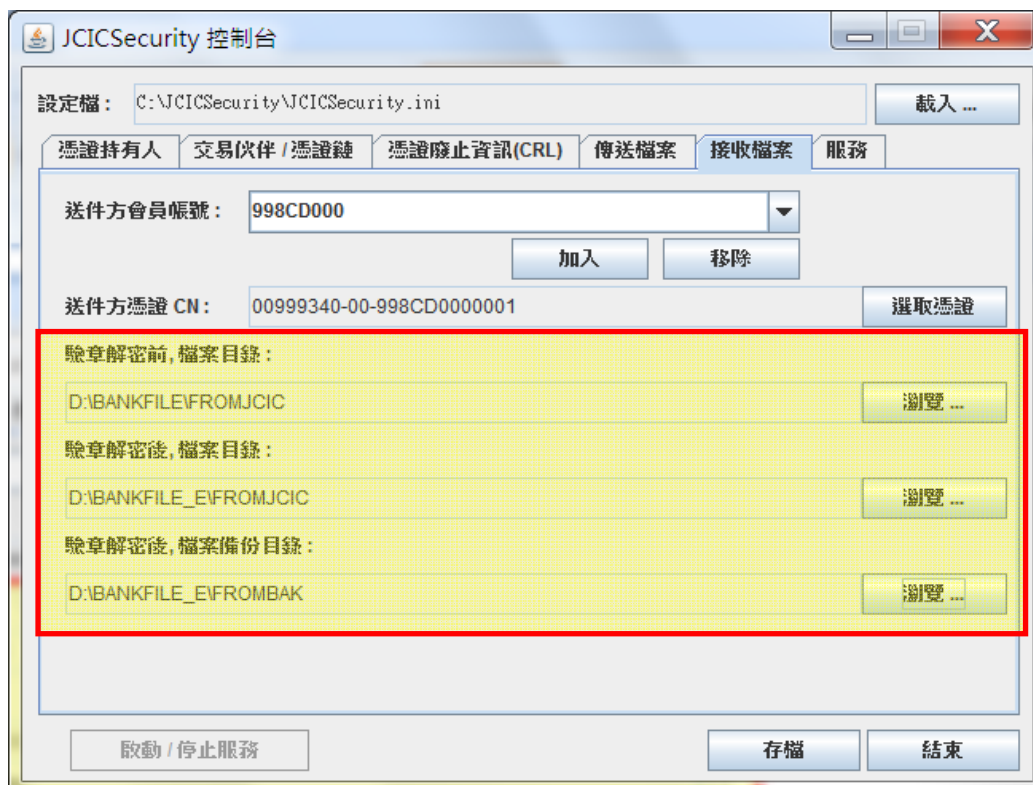 JCICSecurity 控制台
設定檔： C:\JCICSecurity\JCICSecurity.ini 載入 ...
憑證持有人 交易伙伴 / 憑證鏈 憑證廢止資訊(CRL) 傳送檔案 接收檔案 服務
送件方會員帳號： 998CD000
加入 移除
送件方憑證 CN： 00999340-00-998CD0000001 選取憑證
驗章解密前, 檔案目錄：
D:\BANKFILE\FROMJCIC 瀏覽 ...
驗章解密後, 檔案目錄：
D:\BANKFILE_E\FROMJCIC 瀏覽 ...
驗章解密後, 檔案備份目錄：
D:\BANKFILE_E\FROMBAK 瀏覽 ...
啟動 / 停止服務 存檔 結束